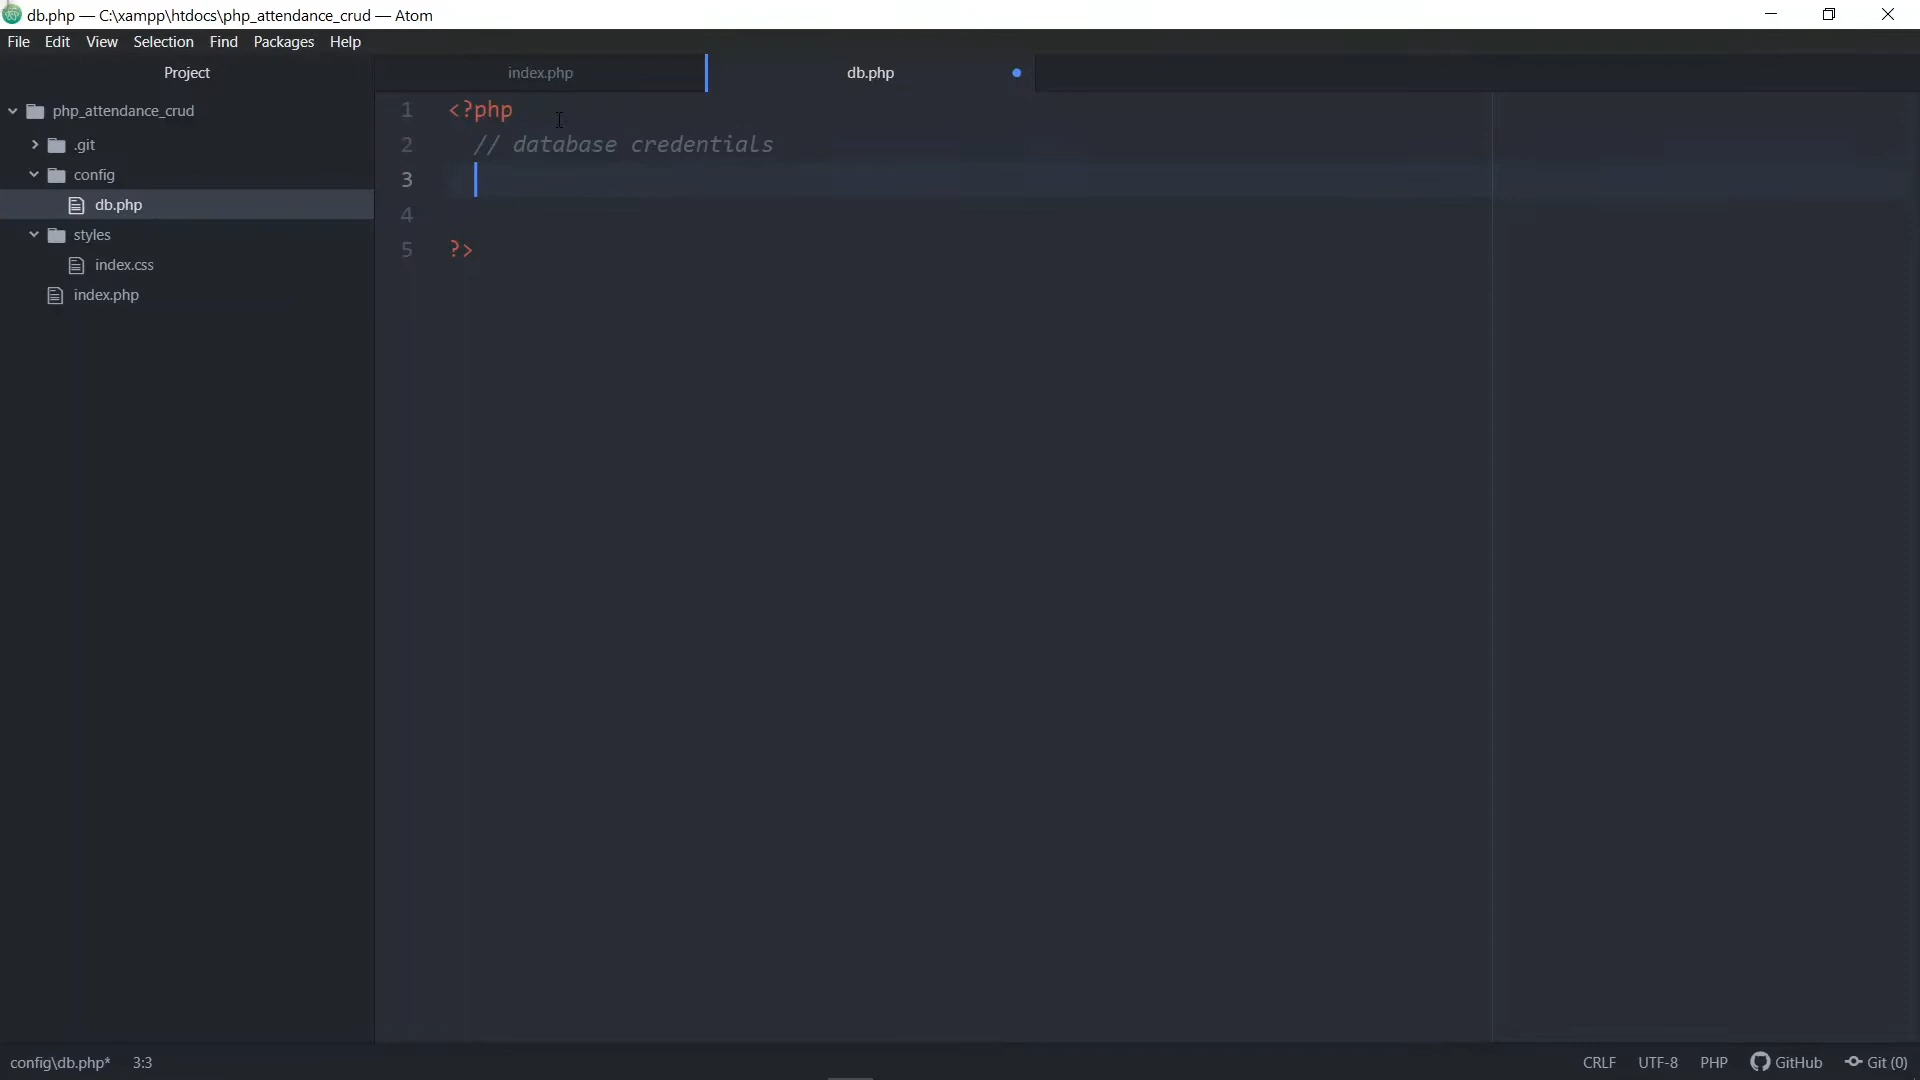 db.php — C:\xampp\htdocs\php_attendance_crud — Atom
File Edit View Selection Find Packages Help
Project
index.php
db.php
php_attendance_crud
.git
config
db.php
styles
index.css
index.php
1 <?php
2 // database credentials
3
4
5 ?>
config\db.php* 3:3
CRLF UTF-8 PHP GitHub Git (0)